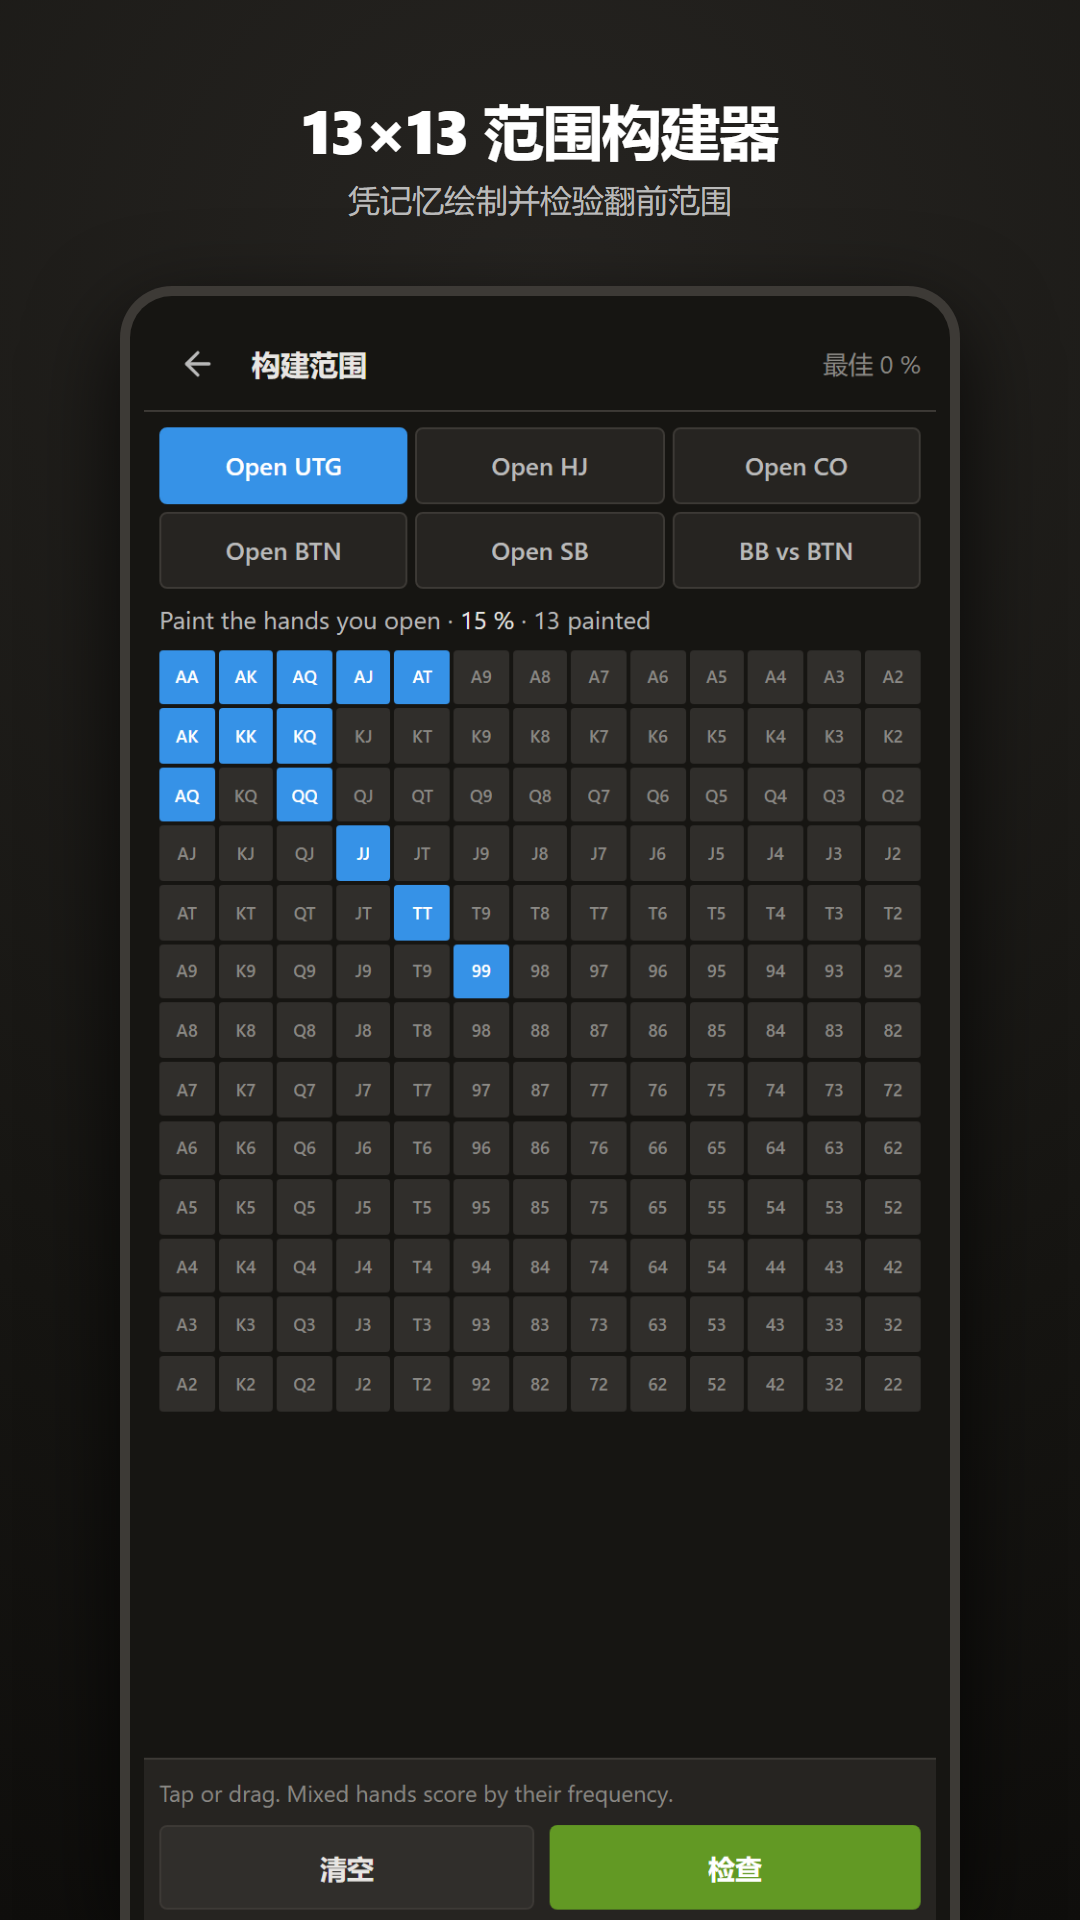 13×13 范围构建器
凭记忆绘制并检验翻前范围
构建范围 最佳 0 %
Open UTG Open HJ Open CO
Open BTN Open SB BB vs BTN
Paint the hands you open · 15 % · 13 painted
AA AK AQ AJ AT A9 A8 A7 A6 A5 A4 A3 A2
AK KK KQ KJ KT K9 K8 K7 K6 K5 K4 K3 K2
AQ KQ QQ QJ QT Q9 Q8 Q7 Q6 Q5 Q4 Q3 Q2
AJ KJ QJ JJ JT J9 J8 J7 J6 J5 J4 J3 J2
AT KT QT JT TT T9 T8 T7 T6 T5 T4 T3 T2
A9 K9 Q9 J9 T9 99 98 97 96 95 94 93 92
A8 K8 Q8 J8 T8 98 88 87 86 85 84 83 82
A7 K7 Q7 J7 T7 97 87 77 76 75 74 73 72
A6 K6 Q6 J6 T6 96 86 76 66 65 64 63 62
A5 K5 Q5 J5 T5 95 85 75 65 55 54 53 52
A4 K4 Q4 J4 T4 94 84 74 64 54 44 43 42
A3 K3 Q3 J3 T3 93 83 73 63 53 43 33 32
A2 K2 Q2 J2 T2 92 82 72 62 52 42 32 22
Tap or drag. Mixed hands score by their frequency.
清空 检查